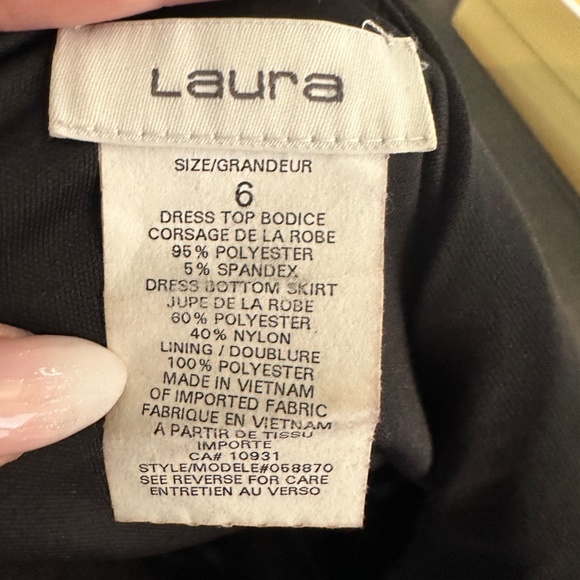 Laura
SIZE/GRANDEUR
6
DRESS TOP BODICE
CORSAGE DE LA ROBE
95% POLYESTER
5% SPANDEX
DRESS BOTTOM SKIRT
JUPE DE LA ROBE
60% POLYESTER
40% NYLON
LINING / DOUBLURE
100% POLYESTER
MADE IN VIETNAM
OF IMPORTED FABRIC
FABRIQUE EN VIETNAM
A PARTIR DE TISSU
IMPORTE
CA# 10931
STYLE/MODELE#058870
SEE REVERSE FOR CARE
ENTRETIEN AU VERSO